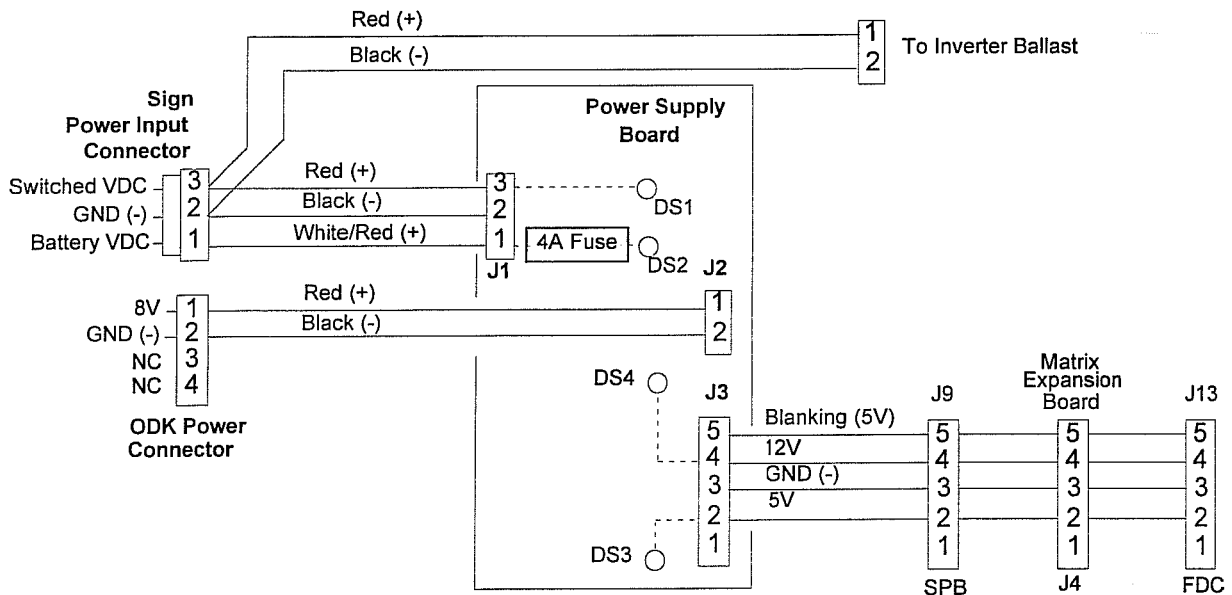 Red (+)
Black (-)
1
2
To Inverter Ballast
Sign
Power Input
Connector
Power Supply
Board
Switched VDC
3
Red (+)
3
DS1
GND (-)
2
Black (-)
2
Battery VDC
1
White/Red (+)
1
4A Fuse
DS2
J1
J2
8V
1
Red (+)
1
GND (-)
2
Black (-)
2
NC
3
NC
4
ODK Power
Connector
DS4
J3
J9
Matrix
Expansion
Board
J13
5
Blanking (5V)
5
5
5
4
12V
4
4
4
3
GND (-)
3
3
3
2
5V
2
2
2
1
1
1
1
DS3
SPB
J4
FDC